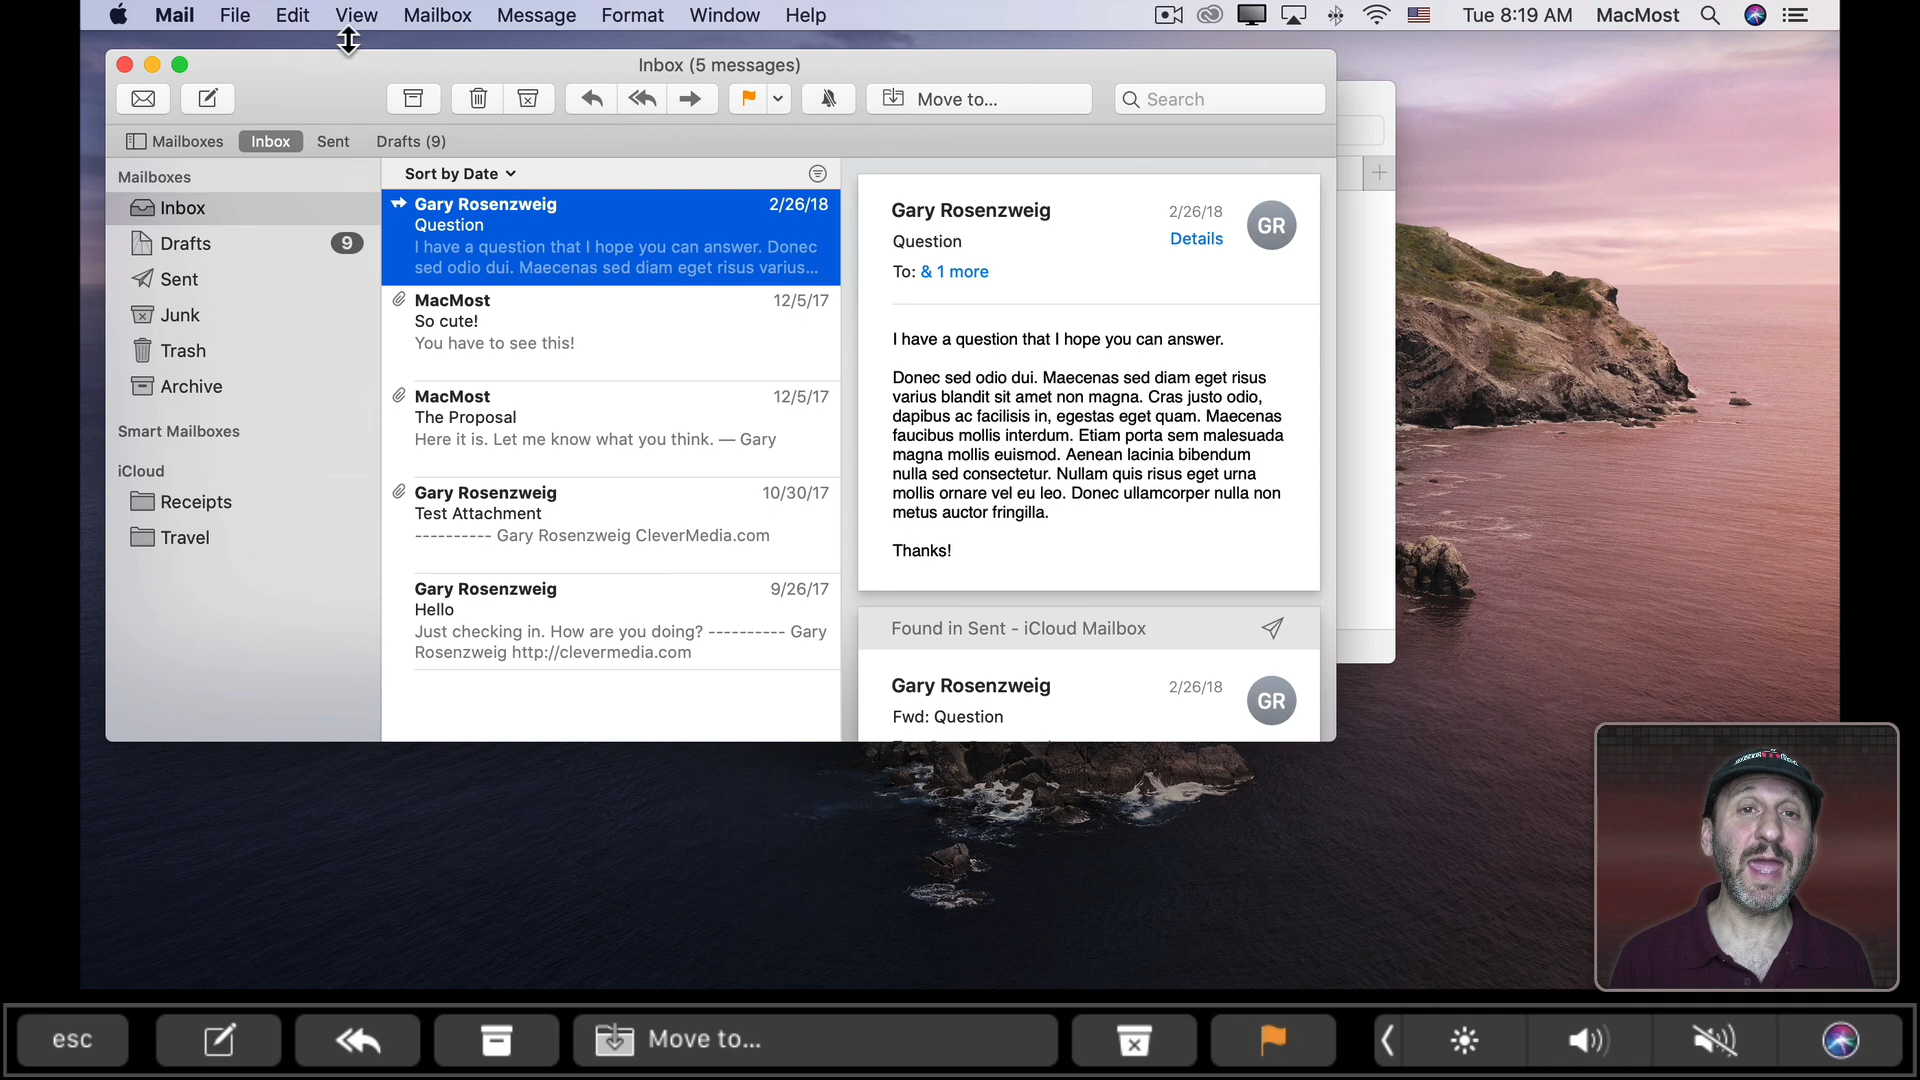 Mail File Edit View Mailbox Message Format Window Help Tue 8:19 AM MacMost
Inbox (5 messages)
Move to... Search
Mailboxes Inbox Sent Drafts (9)
Mailboxes
Inbox
Drafts 9
Sent
Junk
Trash
Archive
Smart Mailboxes
iCloud
Receipts
Travel
Sort by Date
Gary Rosenzweig 2/26/18
Question
I have a question that I hope you can answer. Donec
sed odio dui. Maecenas sed diam eget risus varius...
MacMost 12/5/17
So cute!
You have to see this!
MacMost 12/5/17
The Proposal
Here it is. Let me know what you think. — Gary
Gary Rosenzweig 10/30/17
Test Attachment
---------- Gary Rosenzweig CleverMedia.com
Gary Rosenzweig 9/26/17
Hello
Just checking in. How are you doing? ---------- Gary
Rosenzweig http://clevermedia.com
Gary Rosenzweig 2/26/18 GR
Question Details
To: & 1 more
I have a question that I hope you can answer.
Donec sed odio dui. Maecenas sed diam eget risus
varius blandit sit amet non magna. Cras justo odio,
dapibus ac facilisis in, egestas eget quam. Maecenas
faucibus mollis interdum. Etiam porta sem malesuada
magna mollis euismod. Aenean lacinia bibendum
nulla sed consectetur. Nullam quis risus eget urna
mollis ornare vel eu leo. Donec ullamcorper nulla non
metus auctor fringilla.
Thanks!
Found in Sent - iCloud Mailbox
Gary Rosenzweig 2/26/18 GR
Fwd: Question
esc Move to...